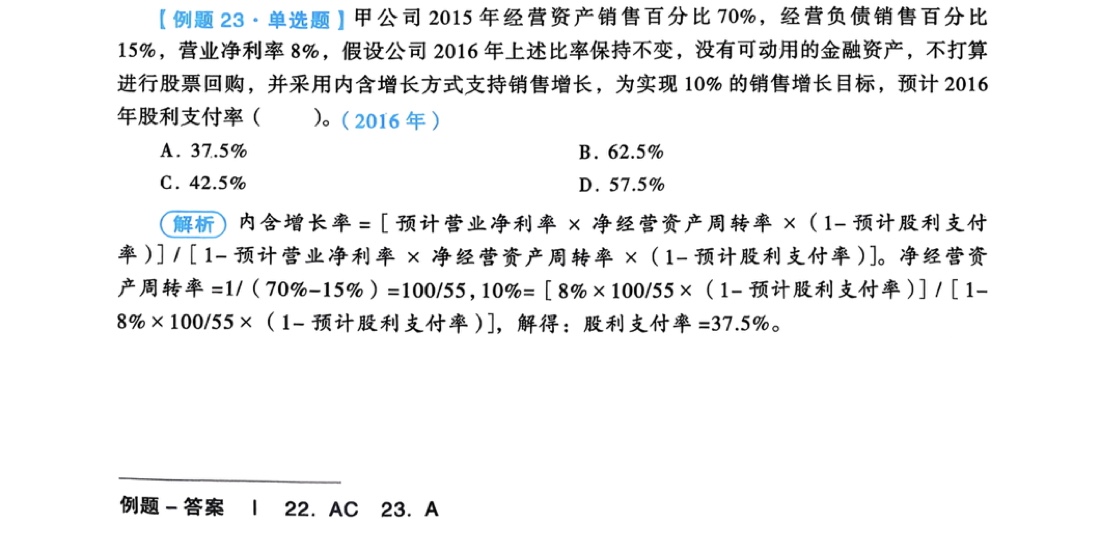 【例题 23·单选题】甲公司 2015 年经营资产销售百分比 70%，经营负债销售百分比
15%，营业净利率 8%，假设公司 2016 年上述比率保持不变，没有可动用的金融资产，不打算
进行股票回购，并采用内含增长方式支持销售增长，为实现 10% 的销售增长目标，预计 2016
年股利支付率（　　）。（2016 年）
A. 37.5%　　B. 62.5%
C. 42.5%　　D. 57.5%
解析 内含增长率 =［预计营业净利率 × 净经营资产周转率 ×（1- 预计股利支付
率）］/［1- 预计营业净利率 × 净经营资产周转率 ×（1- 预计股利支付率）］。净经营资
产周转率 =1/（70%-15%）=100/55，10%=［8%×100/55×（1- 预计股利支付率）］/［1-
8%×100/55×（1- 预计股利支付率）］，解得：股利支付率 =37.5%。
例题 - 答案 | 22. AC 23. A